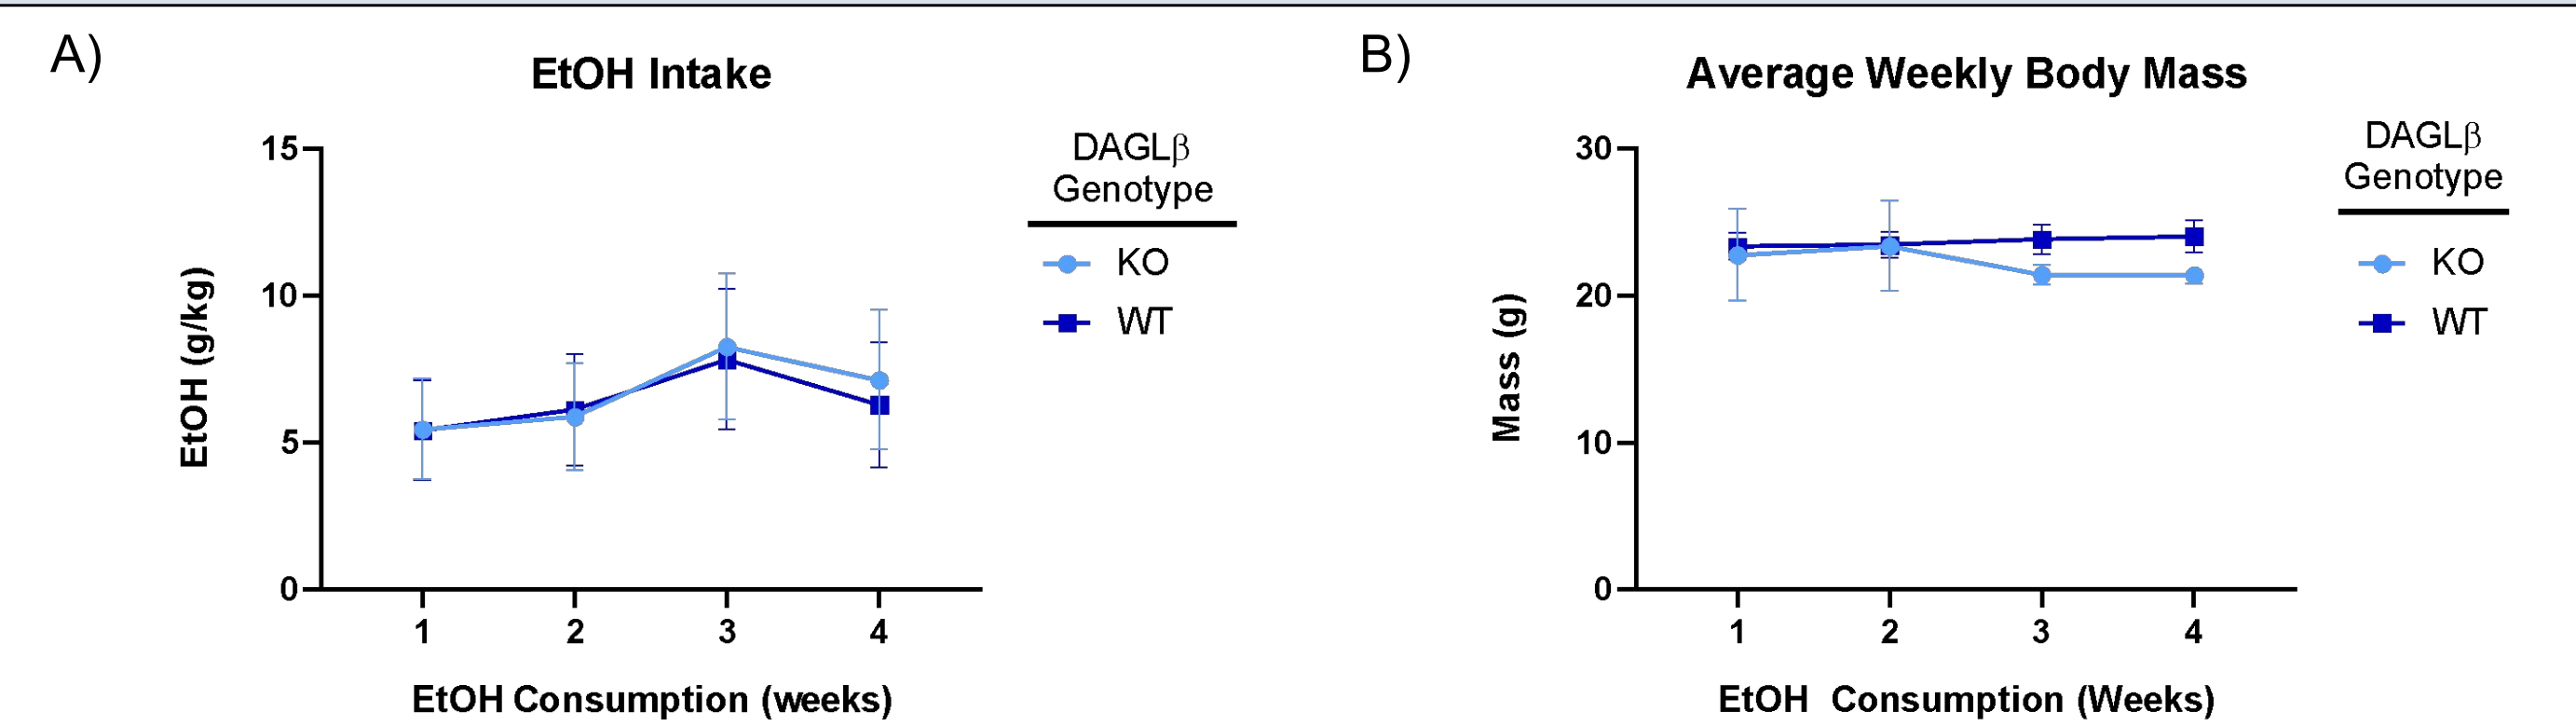 A)
EtOH Intake
15
10
5
0
EtOH (g/kg)
1 2 3 4
EtOH Consumption (weeks)
DAGLβ
Genotype
KO
WT
B)
Average Weekly Body Mass
30
20
10
0
Mass (g)
1 2 3 4
EtOH  Consumption (Weeks)
DAGLβ
Genotype
KO
WT